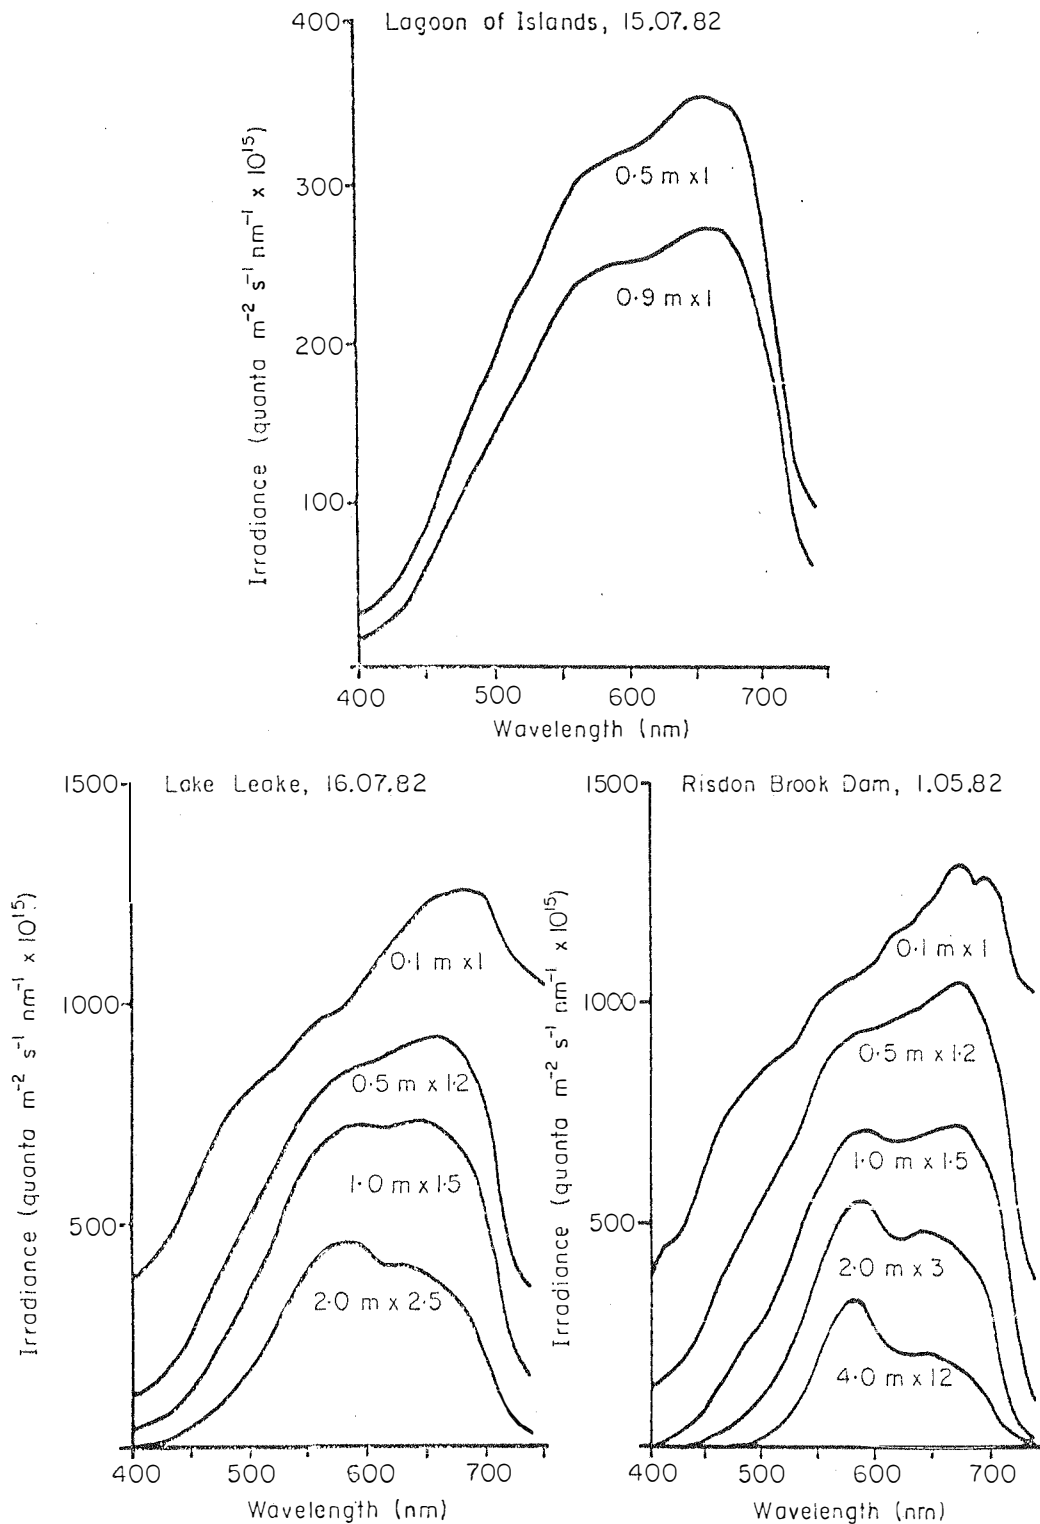 Lagoon of Islands, 15.07.82
400
300
200
100
Irradiance (quanta m⁻² s⁻¹ nm⁻¹ x 10¹⁵)
0·5 m x 1
0·9 m x 1
400 500 600 700
Wavelength (nm)
Lake Leake, 16.07.82
1500
1000
500
Irradiance (quanta m⁻² s⁻¹ nm⁻¹ x 10¹⁵)
0·1 m x 1
0·5 m x 1·2
1·0 m x 1·5
2·0 m x 2·5
400 500 600 700
Wavelength (nm)
Risdon Brook Dam, 1.05.82
1500
1000
500
Irradiance (quanta m⁻² s⁻¹ nm⁻¹ x 10¹⁵)
0·1 m x 1
0·5 m x 1·2
1·0 m x 1·5
2·0 m x 3
4·0 m x 12
400 500 600 700
Wavelength (nm)